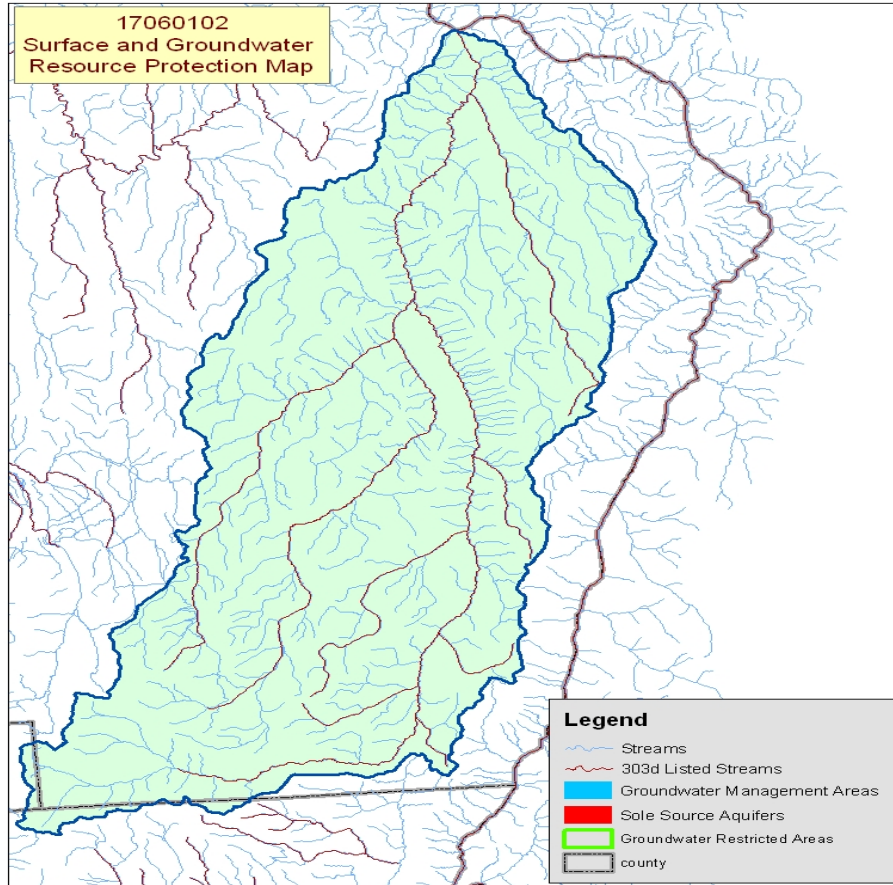 17060102
Surface and Groundwater
Resource Protection Map
Legend
Streams
303d Listed Streams
Groundwater Management Areas
Sole Source Aquifers
Groundwater Restricted Areas
county